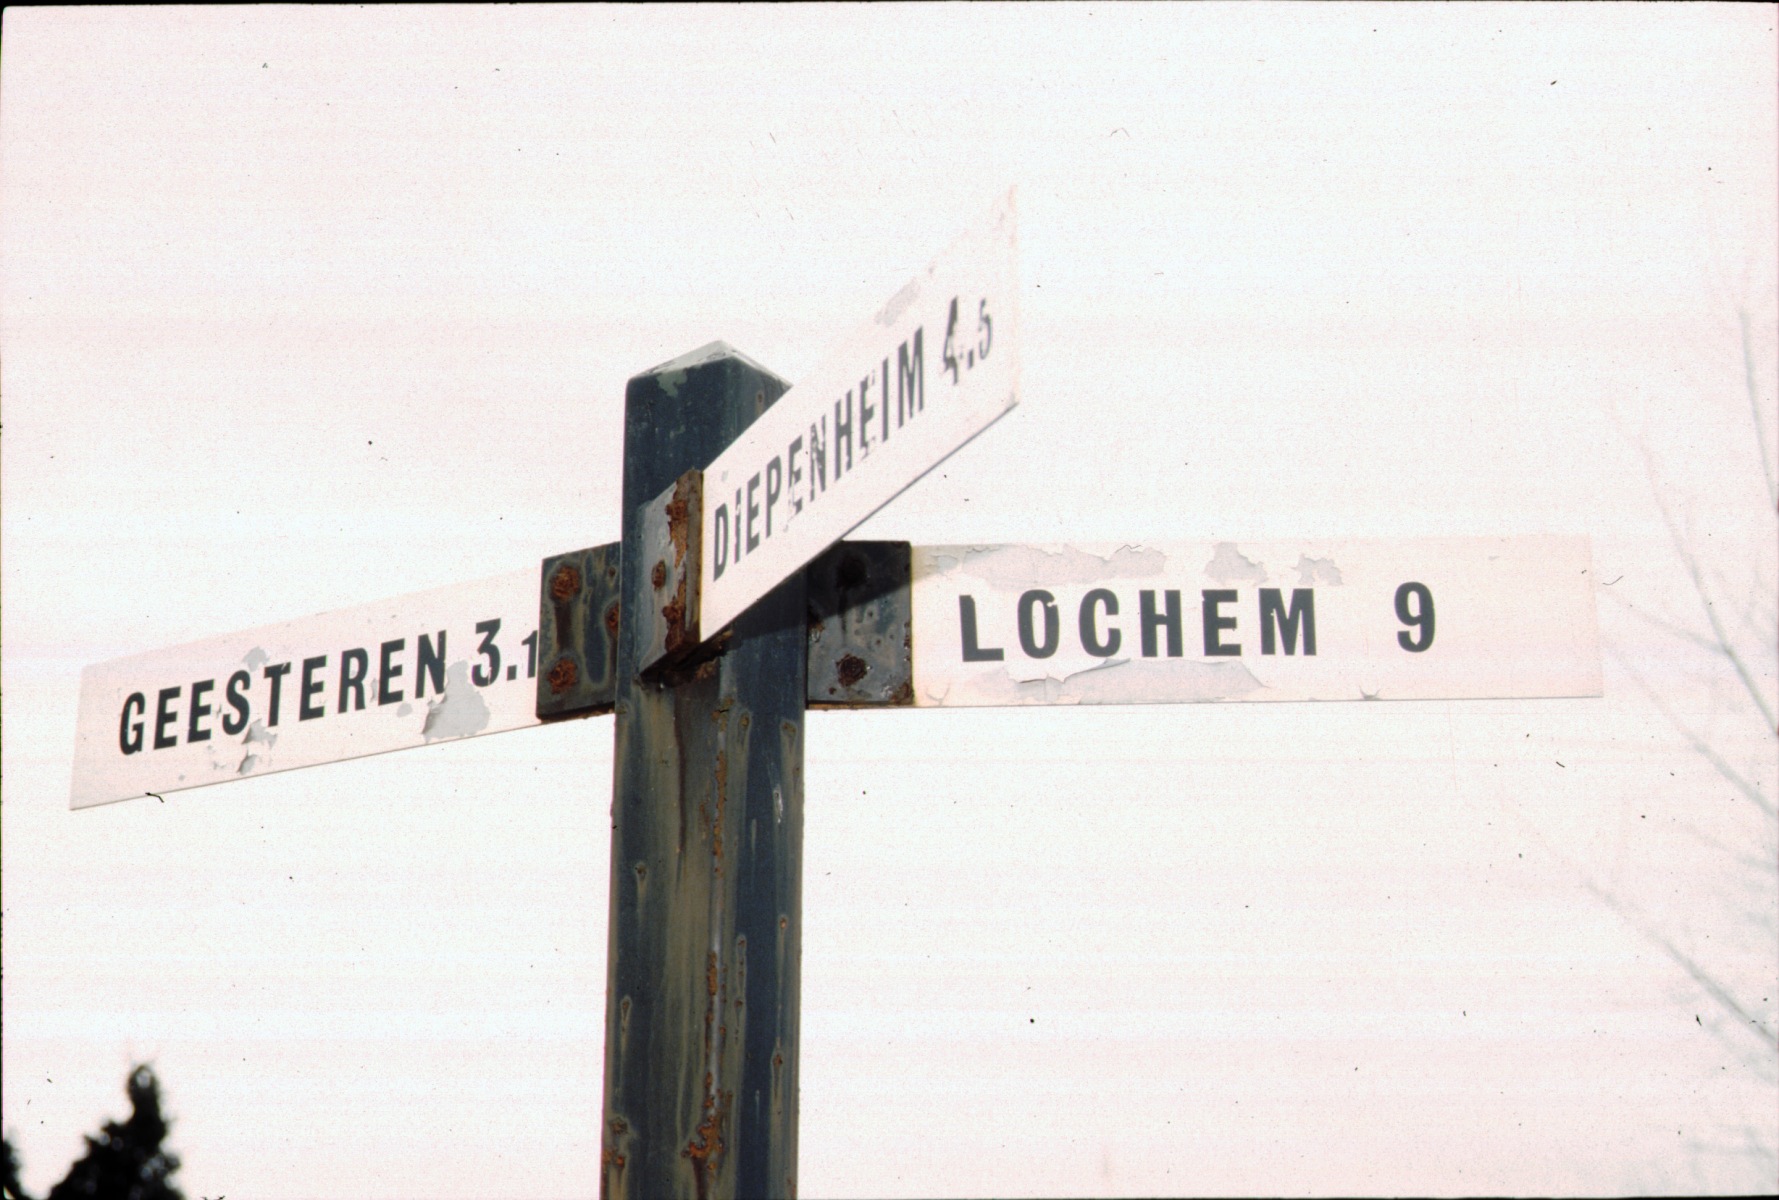 GEESTEREN 3.1
DIEPENHEIM 4.5
LOCHEM 9